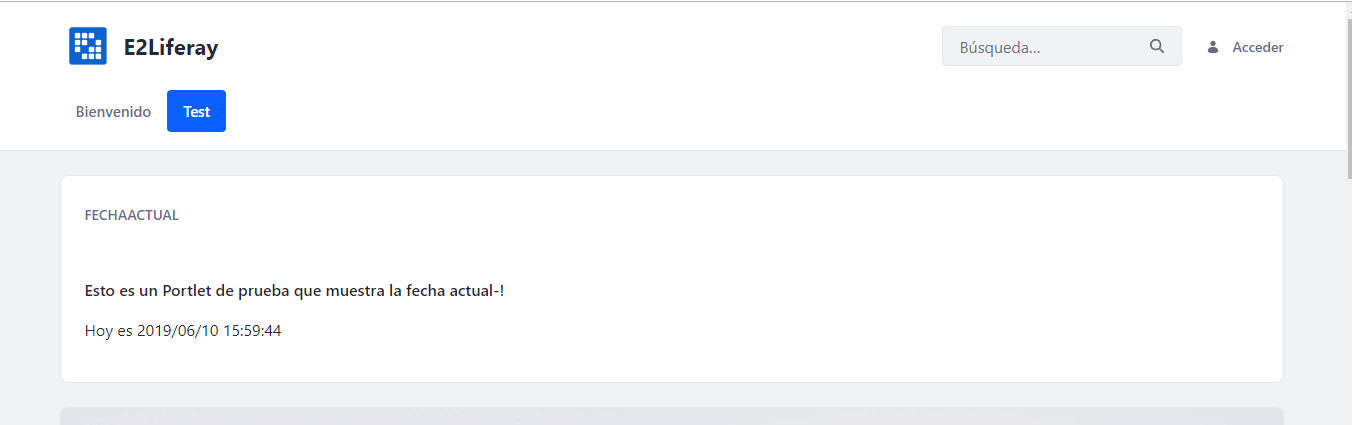 E2Liferay
Búsqueda...
Acceder
Bienvenido
Test
FECHAACTUAL
Esto es un Portlet de prueba que muestra la fecha actual-!
Hoy es 2019/06/10 15:59:44